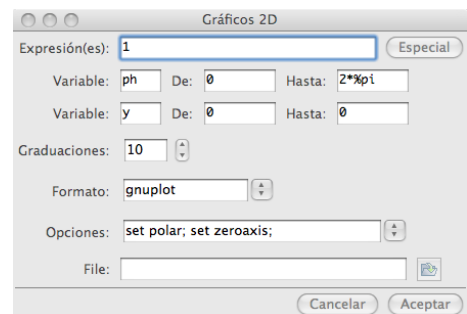 Gráficos 2D
Expresión(es): 1 Especial
Variable: ph De: 0 Hasta: 2*%pi
Variable: y De: 0 Hasta: 0
Graduaciones: 10
Formato: gnuplot
Opciones: set polar; set zeroaxis;
File:
Cancelar Aceptar